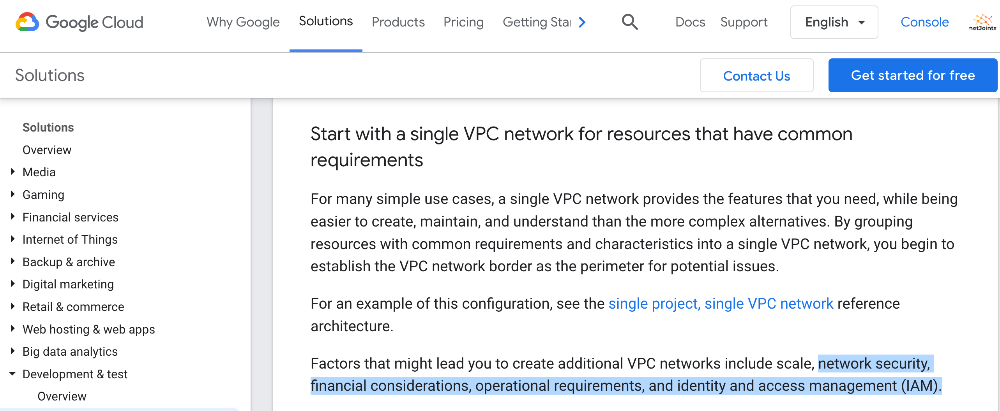 Google Cloud
Why Google
Solutions
Products
Pricing
Getting Star
Docs
Support
English
Console
netJoints
Solutions
Contact Us
Get started for free
Solutions
Overview
Media
Gaming
Financial services
Internet of Things
Backup & archive
Digital marketing
Retail & commerce
Web hosting & web apps
Big data analytics
Development & test
Overview
Start with a single VPC network for resources that have common
requirements
For many simple use cases, a single VPC network provides the features that you need, while being
easier to create, maintain, and understand than the more complex alternatives. By grouping
resources with common requirements and characteristics into a single VPC network, you begin to
establish the VPC network border as the perimeter for potential issues.
For an example of this configuration, see the single project, single VPC network reference
architecture.
Factors that might lead you to create additional VPC networks include scale, network security,
financial considerations, operational requirements, and identity and access management (IAM).